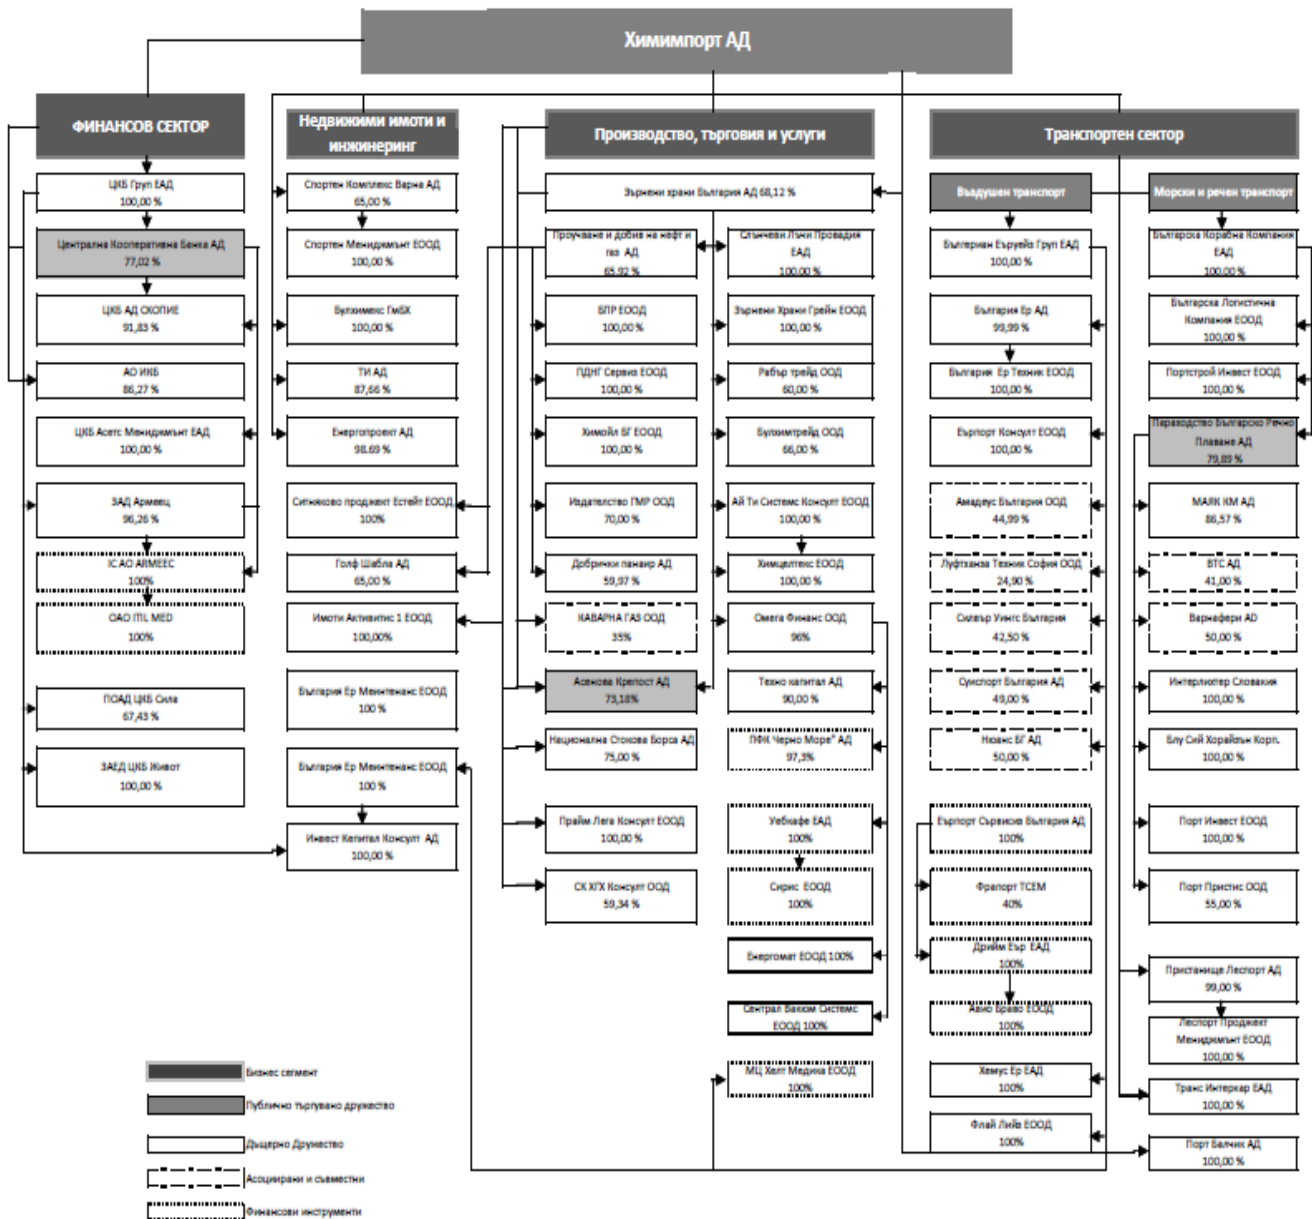 Химимпорт АД
ФИНАНСОВ СЕКТОР
ЦКБ Груп ЕАД
100,00 %
Централна Кооперативна Банка АД
77,02 %
ЦКБ АД СКОПИЕ
91,83 %
АО ИКБ
86,27 %
ЦКБ Асетс Мениджмънт ЕАД
100,00 %
ЗАД Армеец
96,26 %
IC AO ARMEEC
100%
OAO ITIL MED
100%
ПОАД ЦКБ Сила
67,43 %
ЗАЕД ЦКБ Живот
100,00 %
Недвижими имоти и
инжинеринг
Спортен Комплекс Варна АД
65,00 %
Спортен Мениджмънт ЕООД
100,00 %
Булхимекс ГмбХ
100,00 %
ТИ АД
87,66 %
Енергопроект АД
98.69 %
Ситняково проджект Естейт ЕООД
100%
Голф Шабла АД
65,00 %
Имоти Активитис 1 ЕООД
100,00%
България Ер Меинтенанс ЕООД
100 %
България Ер Меинтенанс ЕООД
100 %
Инвест Кепитал Консулт АД
100,00 %
Производство, търговия и услуги
Зърнени храни България АД 68,12 %
Проучване и добив на нефт и
газ АД
65,92 %
БПР ЕООД
100,00 %
ПДНГ Сервиз ЕООД
100,00 %
Химойл БГ ЕООД
100,00 %
Издателство ГМР ООД
70,00 %
Добрички панаир АД
59,97 %
КАВАРНА ГАЗ ООД
35%
Асенова Крепост АД
73,18%
Национална Стокова Борса АД
75,00 %
Прайм Лега Консулт ЕООД
100,00 %
СК ХГХ Консулт ООД
59,34 %
Слънчеви Лъчи Провадия
ЕАД
100,00 %
Зърнени Храни Грейн ЕООД
100,00 %
Рабър трейд ООД
60,00 %
Булхимтрейд ООД
66,00 %
Ай Ти Системс Консулт ЕООД
100,00 %
Химцелтекс ЕООД
100,00 %
Омега Финанс ООД
96%
Техно капитал АД
90,00 %
ПФК Черно Море" АД
97,3%
Уебкафе ЕАД
100%
Сирис ЕООД
100%
Енергомат ЕООД 100%
Сентрал Вакюм Системс
ЕООД 100%
МЦ Хелт Медика ЕООД
100%
Транспортен сектор
Въздушен транспорт
Бългериан Еъруейз Груп ЕАД
100,00 %
България Ер АД
99,99 %
България Ер Техник ЕООД
100,00 %
Еърпорт Консулт ЕООД
100,00 %
Амадеус България ООД
44,99 %
Луфтханза Техник София ООД
24,90 %
Силвър Уингс България
42,50 %
Суиспорт България АД
49,00 %
Нюанс БГ АД
50,00 %
Еърпорт Сървисиз България АД
100%
Фрапорт ТСЕМ
40%
Дрийм Еър ЕАД
100%
Авио Браво ЕООД
100%
Хемус Ер ЕАД
100%
Флай Лийз ЕООД
100%
Морски и речен транспорт
Българска Корабна Компания
ЕАД
100,00 %
Българска Логистична
Компания ЕООД
100,00 %
Портстрой Инвест ЕООД
100,00 %
Параходство Българско Речно
Плаване АД
79,89 %
МАЯК КМ АД
86,57 %
ВТС АД
41,00 %
Варнафери АD
50,00 %
Интерлихтер Словакия
100,00 %
Блу Сий Хорайзън Корп.
100,00 %
Порт Инвест ЕООД
100,00 %
Порт Пристис ООД
55,00 %
Пристанище Леспорт АД
99,00 %
Леспорт Проджект
Мениджмънт ЕООД
100,00 %
Транс Интеркар ЕАД
100,00 %
Порт Балчик АД
100,00 %
Бизнес сегмент
Публично търгувано дружество
Дъщерно Дружество
Асоциирани и съвместни
Финансови инструменти